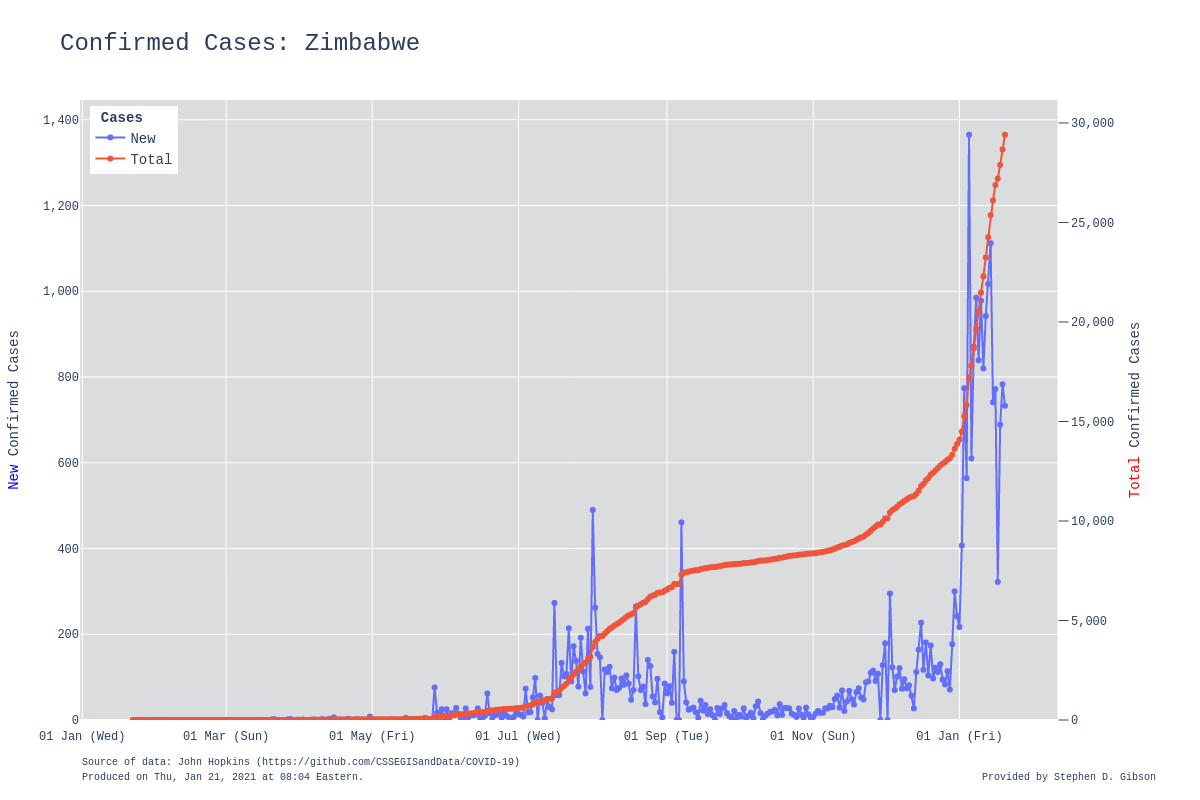 Confirmed Cases: Zimbabwe
Cases
New
Total
1,400
1,200
1,000
800
600
400
200
0
30,000
25,000
20,000
15,000
10,000
5,000
0
New Confirmed Cases
Total Confirmed Cases
01 Jan (Wed) 01 Mar (Sun) 01 May (Fri) 01 Jul (Wed) 01 Sep (Tue) 01 Nov (Sun) 01 Jan (Fri)
Source of data: John Hopkins (https://github.com/CSSEGISandData/COVID-19)
Produced on Thu, Jan 21, 2021 at 08:04 Eastern.
Provided by Stephen D. Gibson